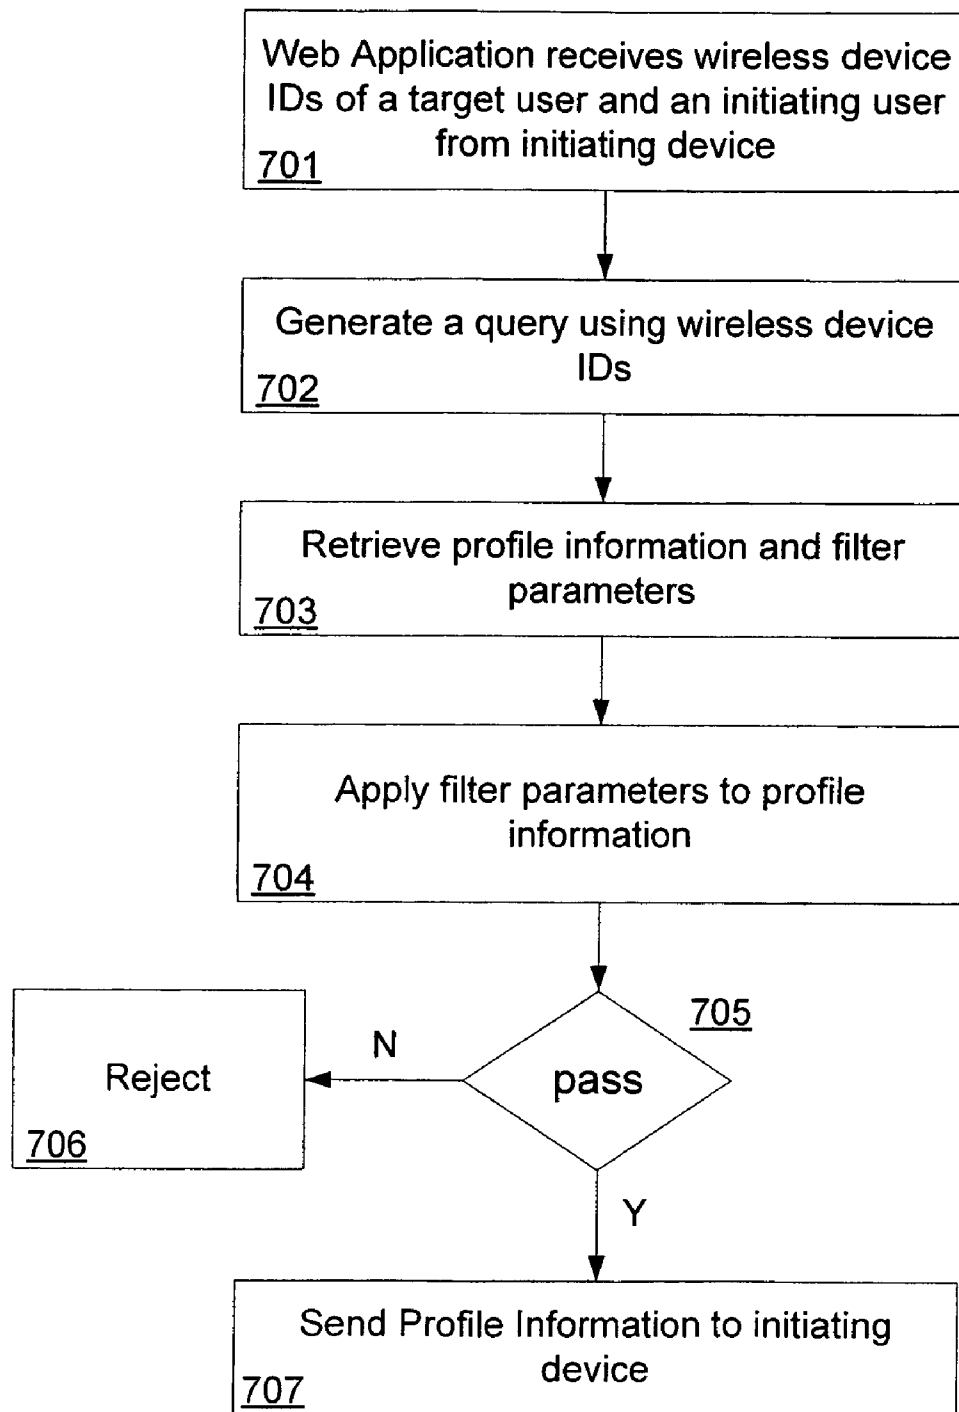 Web Application receives wireless device
IDs of a target user and an initiating user
from initiating device
701
Generate a query using wireless device
IDs
702
Retrieve profile information and filter
parameters
703
Apply filter parameters to profile
information
704
705
N
pass
Reject
706
Y
Send Profile Information to initiating
device
707